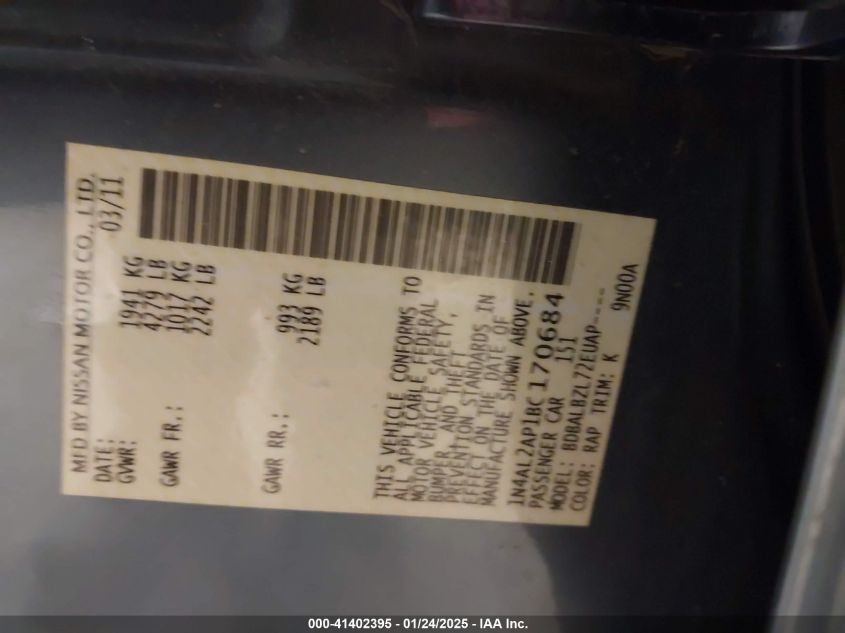 MFD BY NISSAN MOTOR CO., LTD.
DATE: 03/11
GVWR: 1941 KG
4279 LB
GAWR FR.: 1017 KG
2242 LB
GAWR RR.: 993 KG
2189 LB
THIS VEHICLE CONFORMS TO
ALL APPLICABLE FEDERAL
MOTOR VEHICLE SAFETY,
BUMPER, AND THEFT
PREVENTION STANDARDS IN
EFFECT ON THE DATE OF
MANUFACTURE SHOWN ABOVE.
1N4AL2AP1BC170684
PASSENGER CAR 1S1
MODEL: BDBALBZL72EUAP----
COLOR: RAP TRIM: K 9N00A
000-41402395 - 01/24/2025 - IAA Inc.